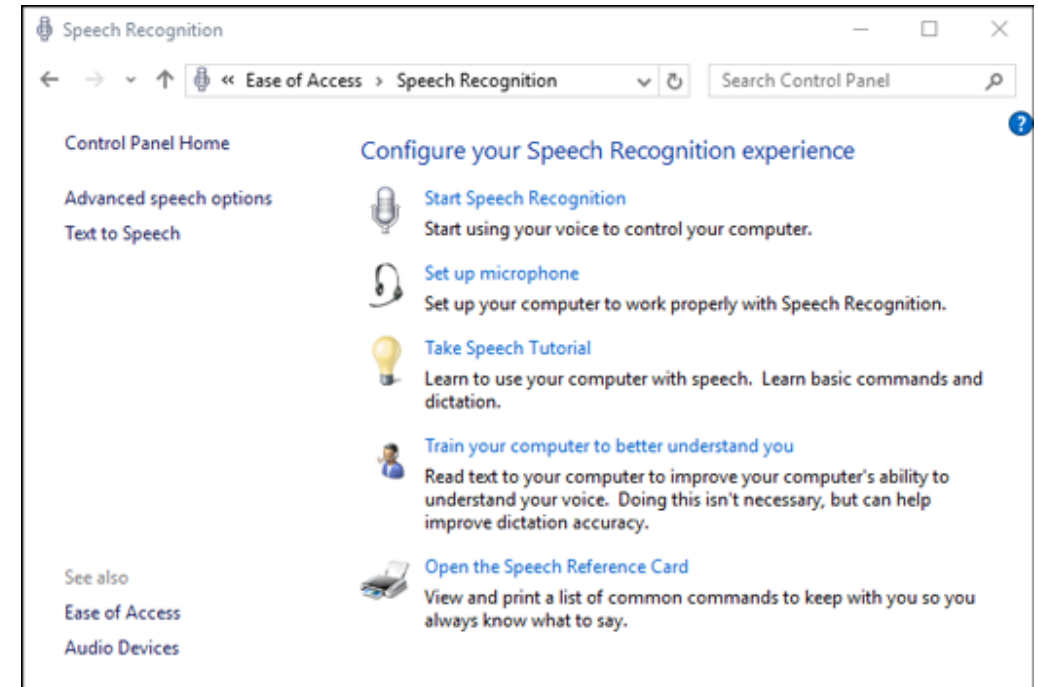 Speech Recognition
« Ease of Access > Speech Recognition
Search Control Panel
?
Control Panel Home
Advanced speech options
Text to Speech
Configure your Speech Recognition experience
Start Speech Recognition
Start using your voice to control your computer.
Set up microphone
Set up your computer to work properly with Speech Recognition.
Take Speech Tutorial
Learn to use your computer with speech.  Learn basic commands and
dictation.
Train your computer to better understand you
Read text to your computer to improve your computer's ability to
understand your voice.  Doing this isn't necessary, but can help
improve dictation accuracy.
Open the Speech Reference Card
View and print a list of common commands to keep with you so you
always know what to say.
See also
Ease of Access
Audio Devices